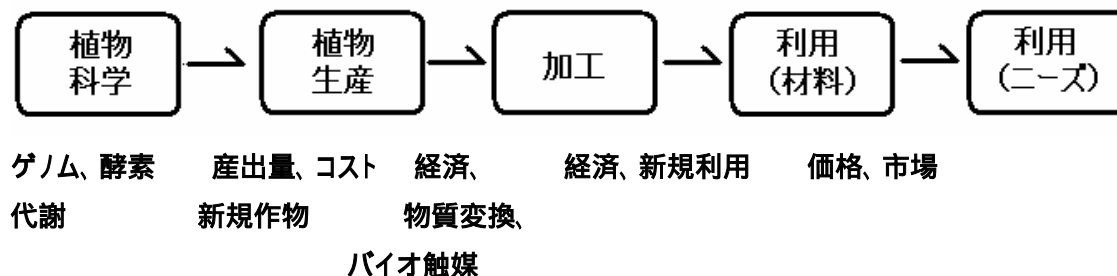 植物
科学
植物
生産
加工
利用
(材料)
利用
(ニーズ)
ゲノム、酵素 産出量、コスト 経済、 経済、新規利用 価格、市場
代謝 新規作物 物質変換、
バイオ触媒